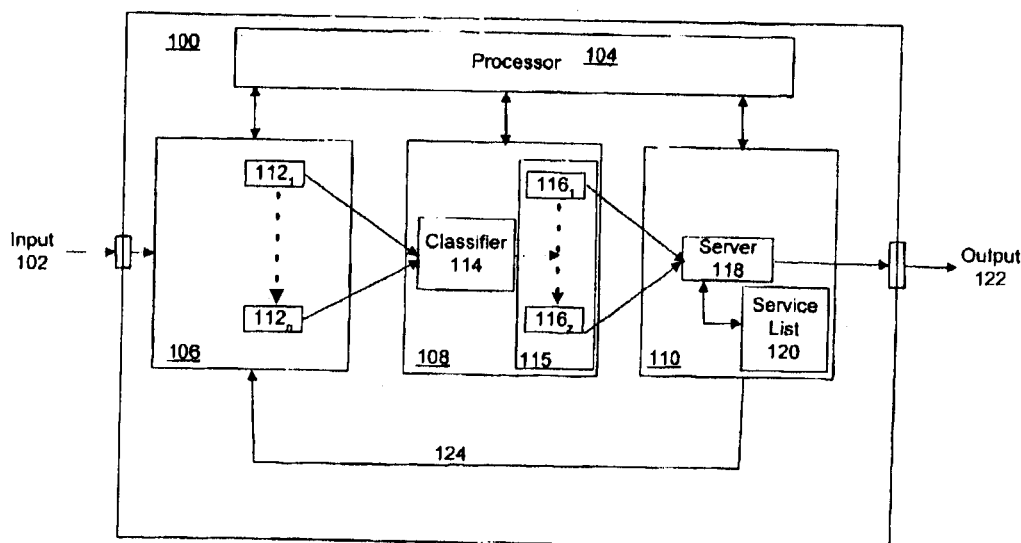 100
Processor 104
112₁
116₁
Input
102
Classifier
114
Server
118
Output
122
112ₙ
116_z
Service
List
120
106
108
115
110
124